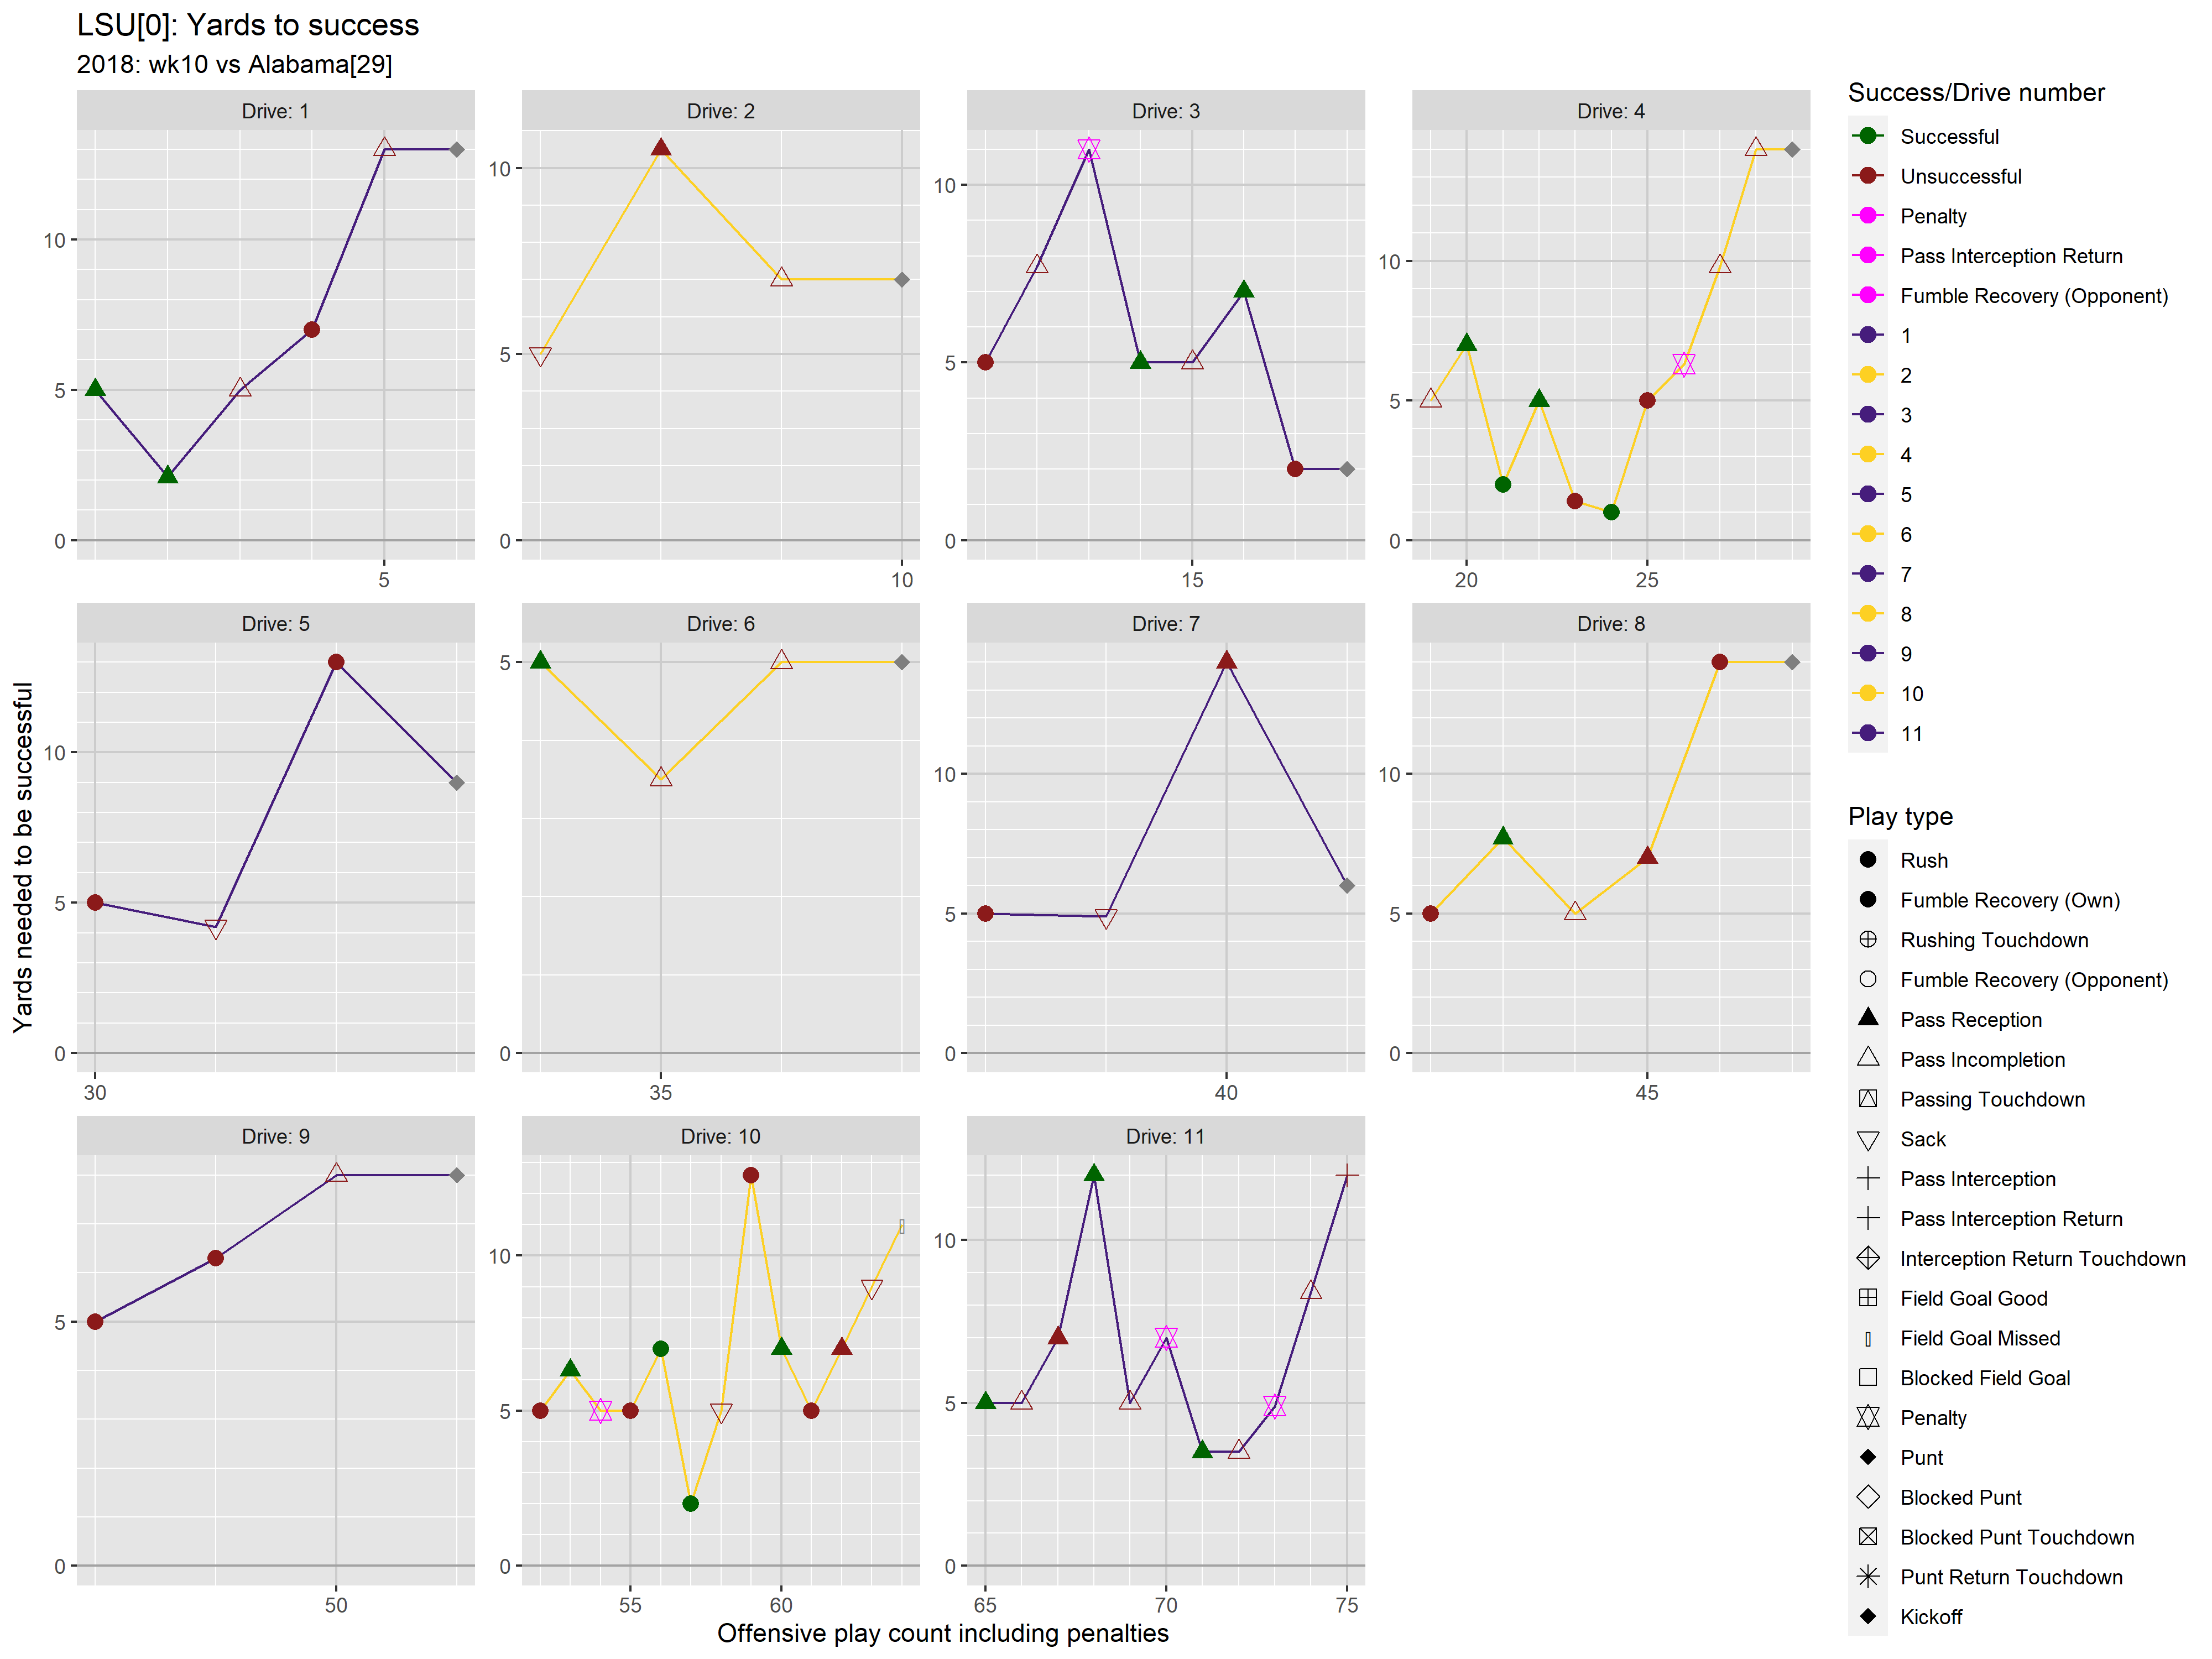 LSU[0]: Yards to success
2018: wk10 vs Alabama[29]
Drive: 1
Drive: 2
Drive: 3
Drive: 4
10
5
0
5
10
5
0
10
10
5
0
15
10
5
0
20
25
Drive: 5
Drive: 6
Drive: 7
Drive: 8
10
5
0
30
5
0
35
10
5
0
40
10
5
0
45
Drive: 9
Drive: 10
Drive: 11
5
0
50
10
5
0
55
60
10
5
0
65
70
75
Yards needed to be successful
Offensive play count including penalties
Success/Drive number
Successful
Unsuccessful
Penalty
Pass Interception Return
Fumble Recovery (Opponent)
1
2
3
4
5
6
7
8
9
10
11
Play type
Rush
Fumble Recovery (Own)
Rushing Touchdown
Fumble Recovery (Opponent)
Pass Reception
Pass Incompletion
Passing Touchdown
Sack
Pass Interception
Pass Interception Return
Interception Return Touchdown
Field Goal Good
Field Goal Missed
Blocked Field Goal
Penalty
Punt
Blocked Punt
Blocked Punt Touchdown
Punt Return Touchdown
Kickoff